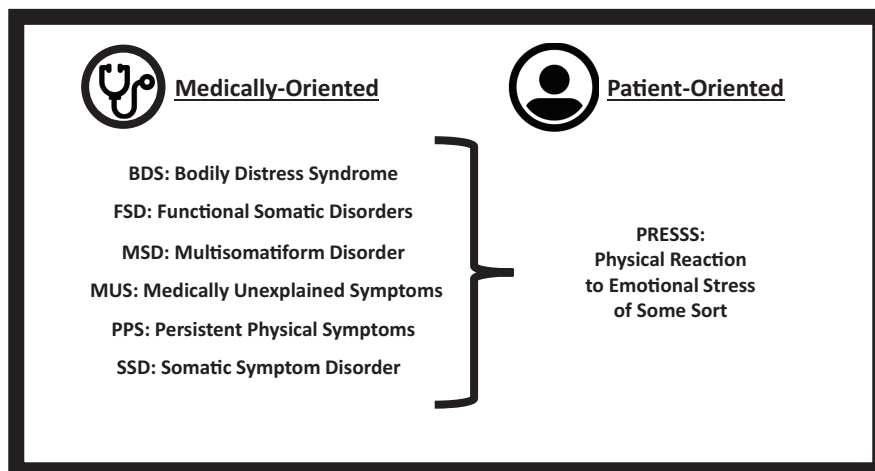 Medically-Oriented
BDS: Bodily Distress Syndrome
FSD: Functional Somatic Disorders
MSD: Multisomatiform Disorder
MUS: Medically Unexplained Symptoms
PPS: Persistent Physical Symptoms
SSD: Somatic Symptom Disorder
Patient-Oriented
PRESSS:
Physical Reaction
to Emotional Stress
of Some Sort